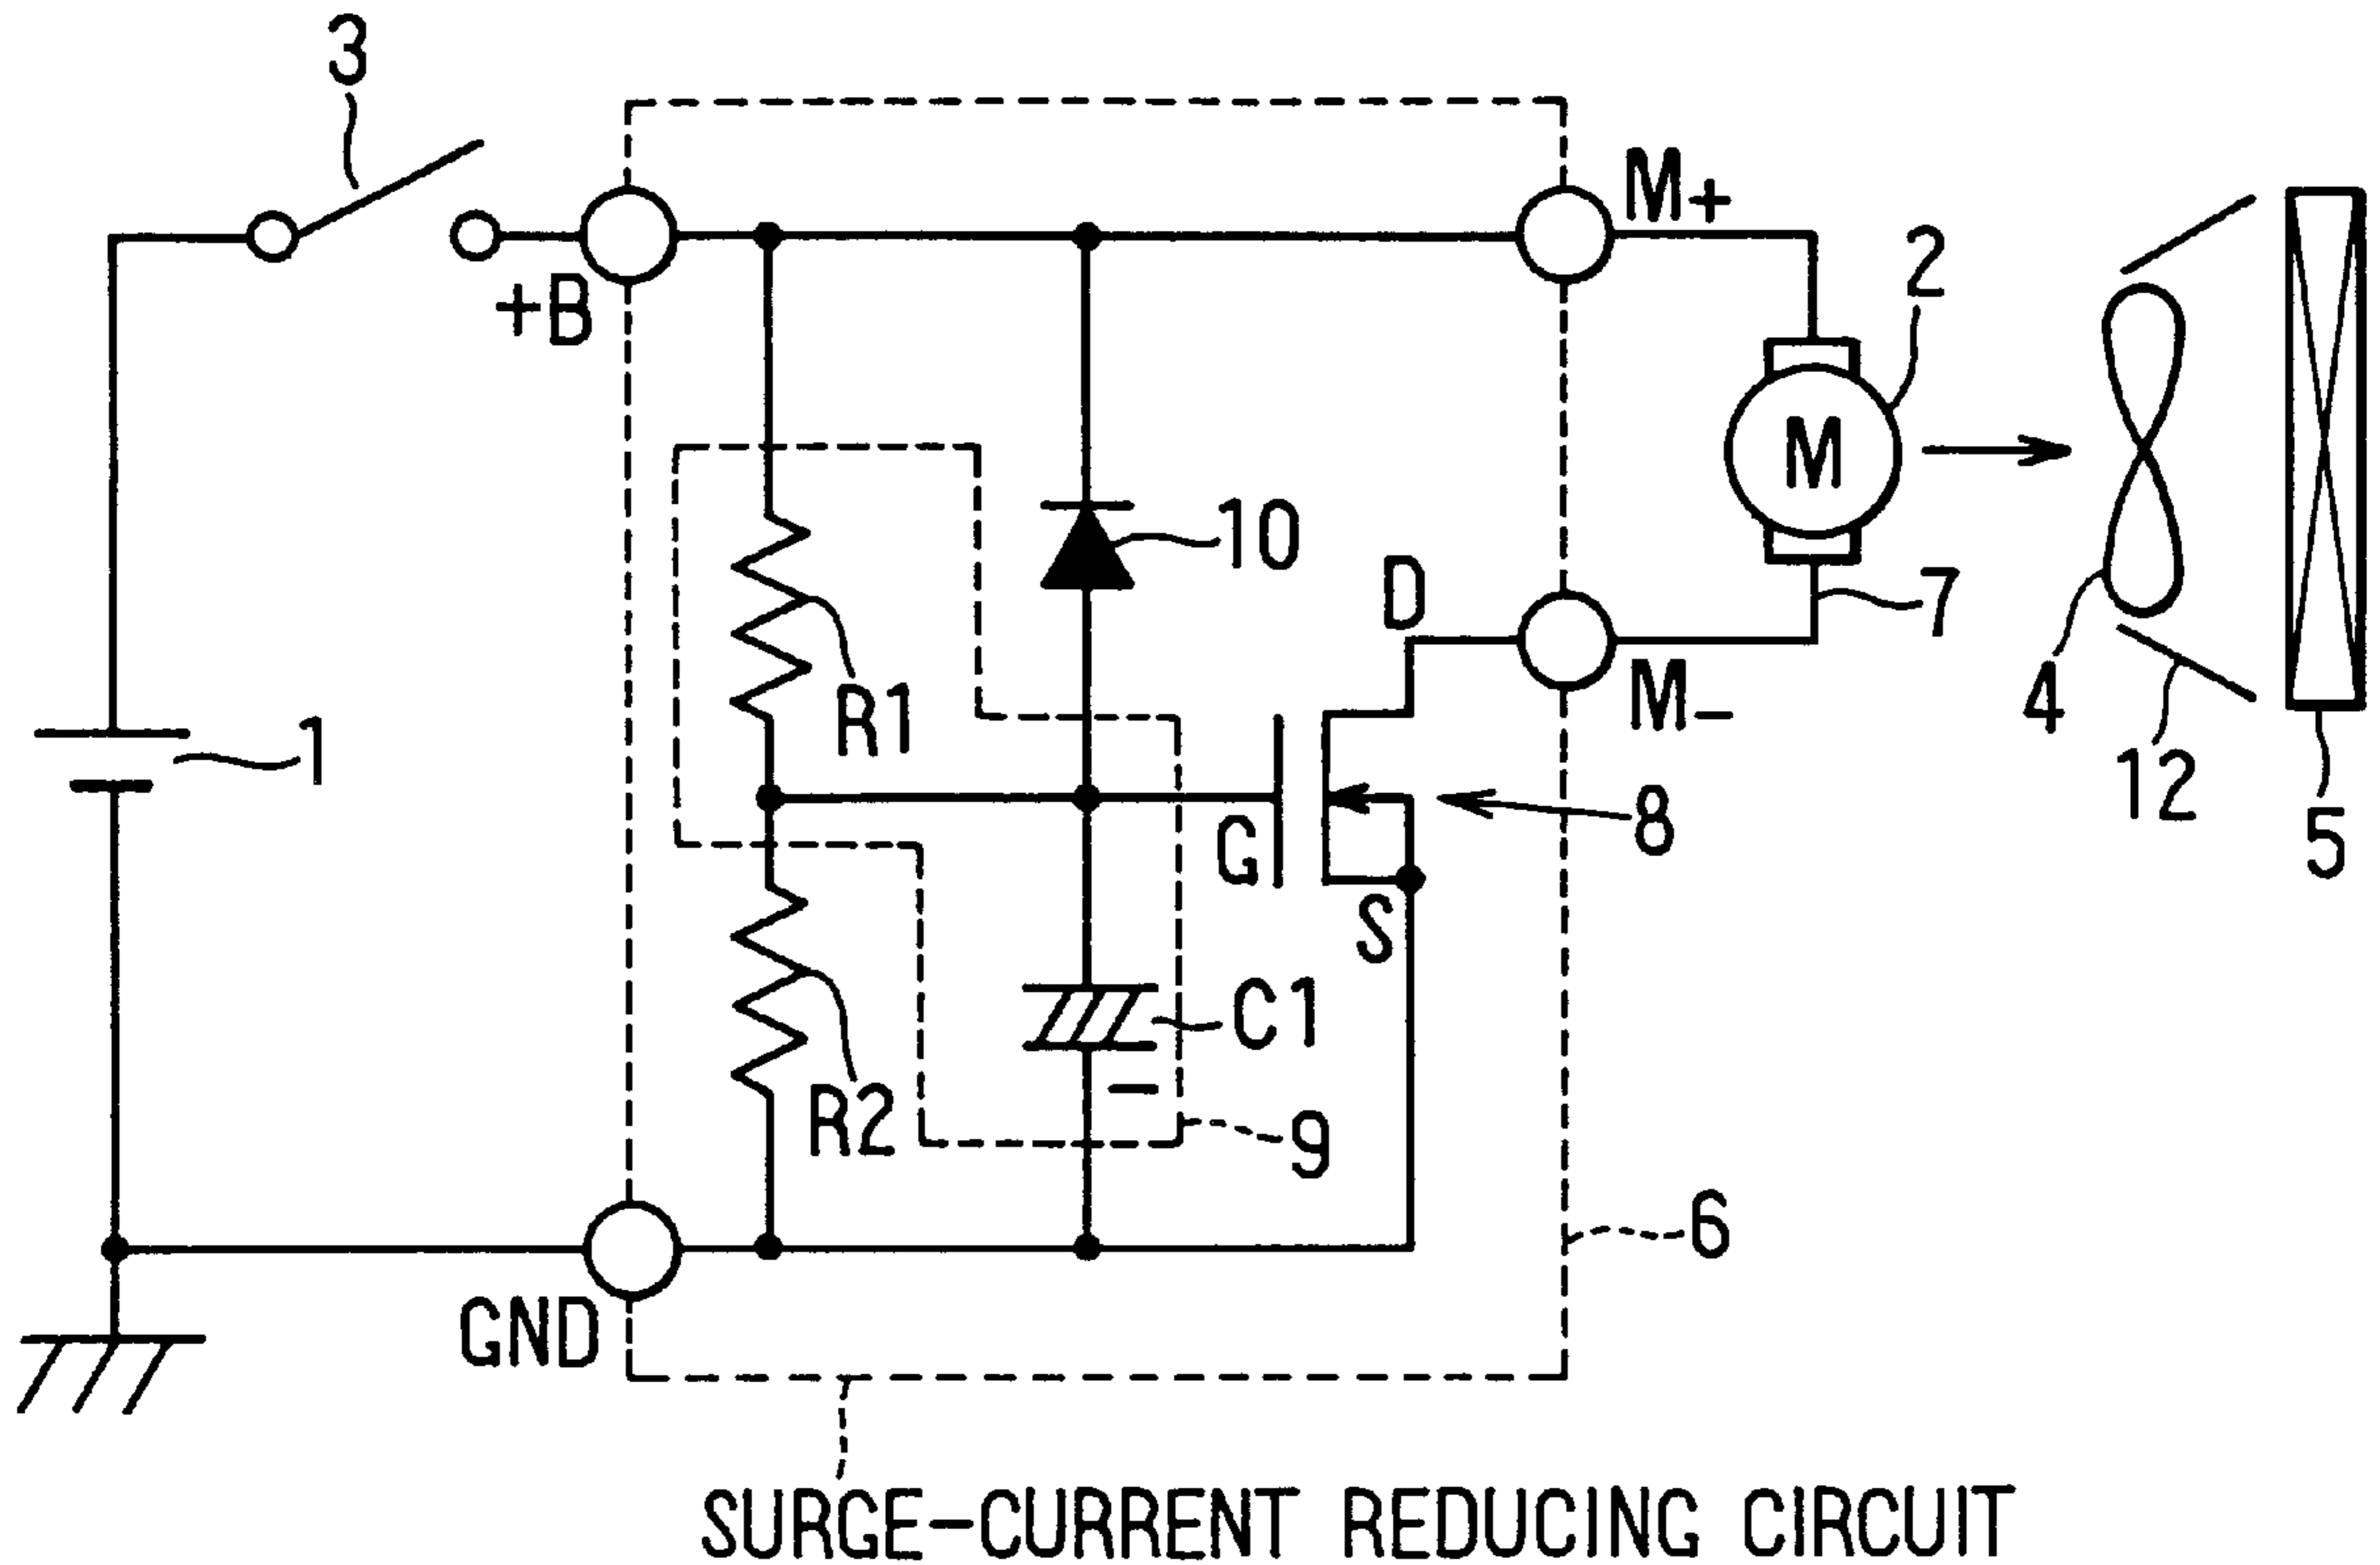 3
M+
2
+B
10
D
7
R1
M-
4
1
12
G
8
5
S
C1
R2
9
6
GND
M
SURGE-CURRENT REDUCING CIRCUIT